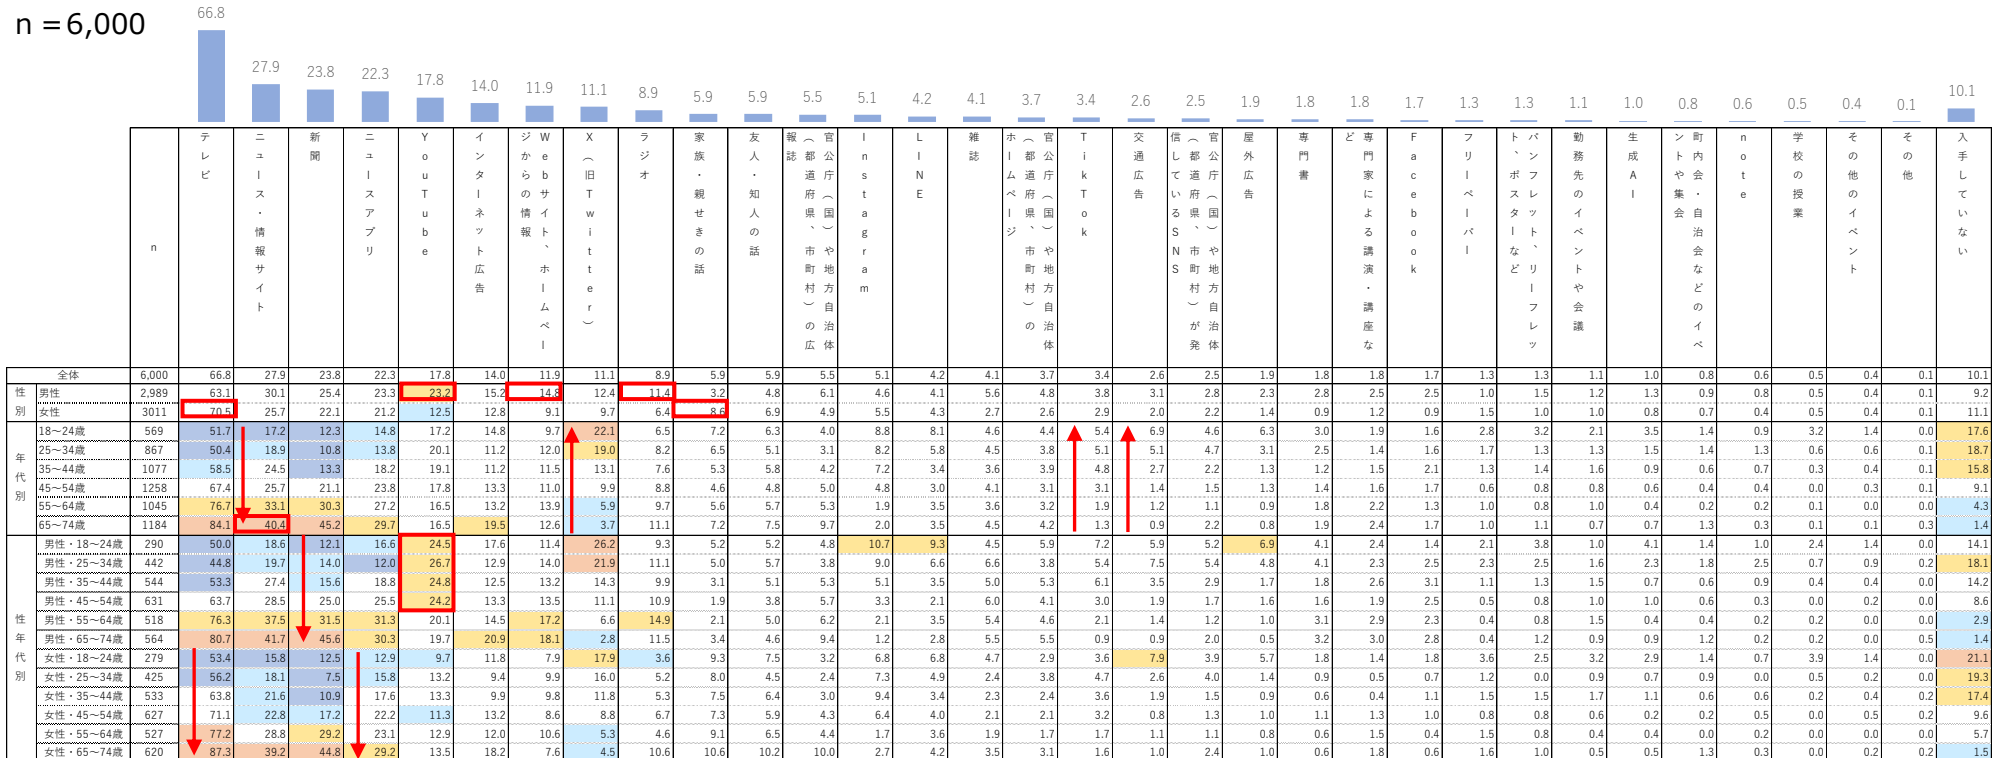 n =6,000
66.8 27.9 23.8 22.3 17.8 14.0 11.9 11.1 8.9 5.9 5.9 5.5 5.1 4.2 4.1 3.7 3.4 2.6 2.5 1.9 1.8 1.8 1.7 1.3 1.3 1.1 1.0 0.8 0.6 0.5 0.4 0.1 10.1
n
テレビ
ニュース・情報サイト
新聞
ニュースアプリ
YouTube
インターネット広告
Webサイト、ホームペー
ジからの情報
X(旧Twitter)
ラジオ
家族・親せきの話
友人・知人の話
官公庁(国)や地方自治体
(都道府県、市町村)の広
報誌
Instagram
LINE
雑誌
官公庁(国)や地方自治体
(都道府県、市町村)の
ホームページ
TikTok
交通広告
官公庁(国)や地方自治体
(都道府県、市町村)が発
信しているSNS
屋外広告
専門書
専門家による講演・講座な
ど
Facebook
フリーペーパー
パンフレット、リーフレッ
ト、ポスターなど
勤務先のイベントや会議
生成AI
町内会・自治会などのイベ
ントや集会
note
学校の授業
その他のイベント
その他
入手していない
全体 6,000 66.8 27.9 23.8 22.3 17.8 14.0 11.9 11.1 8.9 5.9 5.9 5.5 5.1 4.2 4.1 3.7 3.4 2.6 2.5 1.9 1.8 1.8 1.7 1.3 1.3 1.1 1.0 0.8 0.6 0.5 0.4 0.1 10.1
性別
男性 2,989 63.1 30.1 25.4 23.3 23.2 15.2 14.8 12.4 11.4 3.2 4.8 6.1 4.6 4.1 5.6 4.8 3.8 3.1 2.8 2.3 2.8 2.5 2.5 1.0 1.5 1.2 1.3 0.9 0.8 0.5 0.4 0.1 9.2
女性 3011 70.5 25.7 22.1 21.2 12.5 12.8 9.1 9.7 6.4 8.6 6.9 4.9 5.5 4.3 2.7 2.6 2.9 2.0 2.2 1.4 0.9 1.2 0.9 1.5 1.0 1.0 0.8 0.7 0.4 0.5 0.4 0.1 11.1
年代別
18～24歳 569 51.7 17.2 12.3 14.8 17.2 14.8 9.7 22.1 6.5 7.2 6.3 4.0 8.8 8.1 4.6 4.4 5.4 6.9 4.6 6.3 3.0 1.9 1.6 2.8 3.2 2.1 3.5 1.4 0.9 3.2 1.4 0.0 17.6
25～34歳 867 50.4 18.9 10.8 13.8 20.1 11.2 12.0 19.0 8.2 6.5 5.1 3.1 8.2 5.8 4.5 3.8 5.1 5.1 4.7 3.1 2.5 1.4 1.6 1.7 1.3 1.3 1.5 1.4 1.3 0.6 0.6 0.1 18.7
35～44歳 1077 58.5 24.5 13.3 18.2 19.1 11.2 11.5 13.1 7.6 5.3 5.8 4.2 7.2 3.4 3.6 3.9 4.8 2.7 2.2 1.3 1.2 1.5 2.1 1.3 1.4 1.6 0.9 0.6 0.7 0.3 0.4 0.1 15.8
45～54歳 1258 67.4 25.7 21.1 23.8 17.8 13.3 11.0 9.9 8.8 4.6 4.8 5.0 4.8 3.0 4.1 3.1 3.1 1.4 1.5 1.3 1.4 1.6 1.7 0.6 0.8 0.8 0.6 0.4 0.4 0.0 0.3 0.1 9.1
55～64歳 1045 76.7 33.1 30.3 27.2 16.5 13.2 13.9 5.9 9.7 5.6 5.7 5.3 1.9 3.5 3.6 3.2 1.9 1.2 1.1 0.9 1.8 2.2 1.3 1.0 0.8 1.0 0.4 0.2 0.2 0.1 0.1 0.4 4.3
65～74歳 1184 84.1 40.4 45.2 29.7 16.5 19.5 12.6 3.7 11.1 7.2 7.5 9.7 2.0 3.5 4.5 4.2 1.3 0.9 2.2 0.8 1.9 2.4 1.7 1.0 1.1 0.7 0.7 1.3 0.3 0.1 0.1 0.3 1.4
性年代別
男性・18～24歳 290 50.0 18.6 12.1 16.6 24.5 17.6 11.4 26.2 9.3 5.2 5.2 4.8 10.7 9.3 4.5 5.9 7.2 5.9 5.2 6.9 4.1 2.4 1.4 2.1 3.8 1.0 4.1 1.4 1.0 2.4 1.4 0.0 14.1
男性・25～34歳 442 44.8 19.7 14.0 12.0 26.7 12.9 14.0 21.9 11.1 5.0 5.7 3.8 9.0 6.6 6.6 3.8 5.4 7.5 5.4 4.8 4.1 2.3 2.5 2.3 2.5 1.6 2.3 1.8 2.5 0.7 0.9 0.2 18.1
男性・35～44歳 544 53.3 27.4 15.6 18.8 24.8 12.5 13.2 14.3 9.9 3.1 5.1 5.3 5.1 3.5 5.0 5.3 6.1 3.5 2.9 1.7 1.8 2.6 3.1 1.1 1.3 1.5 0.7 0.6 0.9 0.4 0.4 0.0 14.2
男性・45～54歳 631 63.7 28.5 25.0 25.5 24.2 13.3 13.5 11.1 10.9 1.9 3.8 5.7 3.3 2.1 6.0 4.1 3.0 1.9 1.7 1.6 1.6 1.9 2.5 0.5 0.8 1.0 1.0 0.6 0.3 0.0 0.2 0.0 8.6
男性・55～64歳 518 76.3 37.5 31.5 31.3 20.1 14.5 17.2 6.6 14.9 2.1 5.0 6.2 2.1 3.5 5.4 4.6 2.1 1.4 1.2 1.0 3.1 2.9 2.3 0.4 0.8 1.5 0.4 0.4 0.2 0.2 0.0 0.0 2.9
男性・65～74歳 564 80.7 41.7 45.6 30.3 19.7 20.9 18.1 2.8 11.5 3.4 4.6 9.4 1.2 2.8 5.5 5.5 0.9 0.9 2.0 0.5 3.2 3.0 2.8 0.4 1.2 0.9 0.9 1.2 0.2 0.2 0.0 0.5 1.4
女性・18～24歳 279 53.4 15.8 12.5 12.9 9.7 11.8 7.9 17.9 3.6 9.3 7.5 3.2 6.8 6.8 4.7 2.9 3.6 7.9 3.9 5.7 1.8 1.4 1.8 3.6 2.5 3.2 2.9 1.4 0.7 3.9 1.4 0.0 21.1
女性・25～34歳 425 56.2 18.1 7.5 15.8 13.2 9.4 9.9 16.0 5.2 8.0 4.5 2.4 7.3 4.9 2.4 3.8 4.7 2.6 4.0 1.4 0.9 0.5 0.7 1.2 0.0 0.9 0.7 0.9 0.0 0.5 0.2 0.0 19.3
女性・35～44歳 533 63.8 21.6 10.9 17.6 13.3 9.9 9.8 11.8 5.3 7.5 6.4 3.0 9.4 3.4 2.3 2.4 3.6 1.9 1.5 0.9 0.6 0.4 1.1 1.5 1.5 1.7 1.1 0.6 0.6 0.2 0.4 0.2 17.4
女性・45～54歳 627 71.1 22.8 17.2 22.2 11.3 13.2 8.6 8.8 6.7 7.3 5.9 4.3 6.4 4.0 2.1 2.1 3.2 0.8 1.3 1.0 1.1 1.3 1.0 0.8 0.8 0.6 0.2 0.2 0.5 0.0 0.5 0.2 9.6
女性・55～64歳 527 77.2 28.8 29.2 23.1 12.9 12.0 10.6 5.3 4.6 9.1 6.5 4.4 1.7 3.6 1.9 1.7 1.7 1.1 1.1 0.8 0.6 1.5 0.4 1.5 0.8 0.4 0.4 0.0 0.2 0.0 0.2 0.8 5.7
女性・65～74歳 620 87.3 39.2 44.8 29.2 13.5 18.2 7.6 4.5 10.6 10.6 10.2 10.0 2.7 4.2 3.5 3.1 1.6 1.0 2.4 1.0 0.6 1.8 0.6 1.6 1.0 0.5 0.5 1.3 0.3 0.0 0.2 0.2 1.5